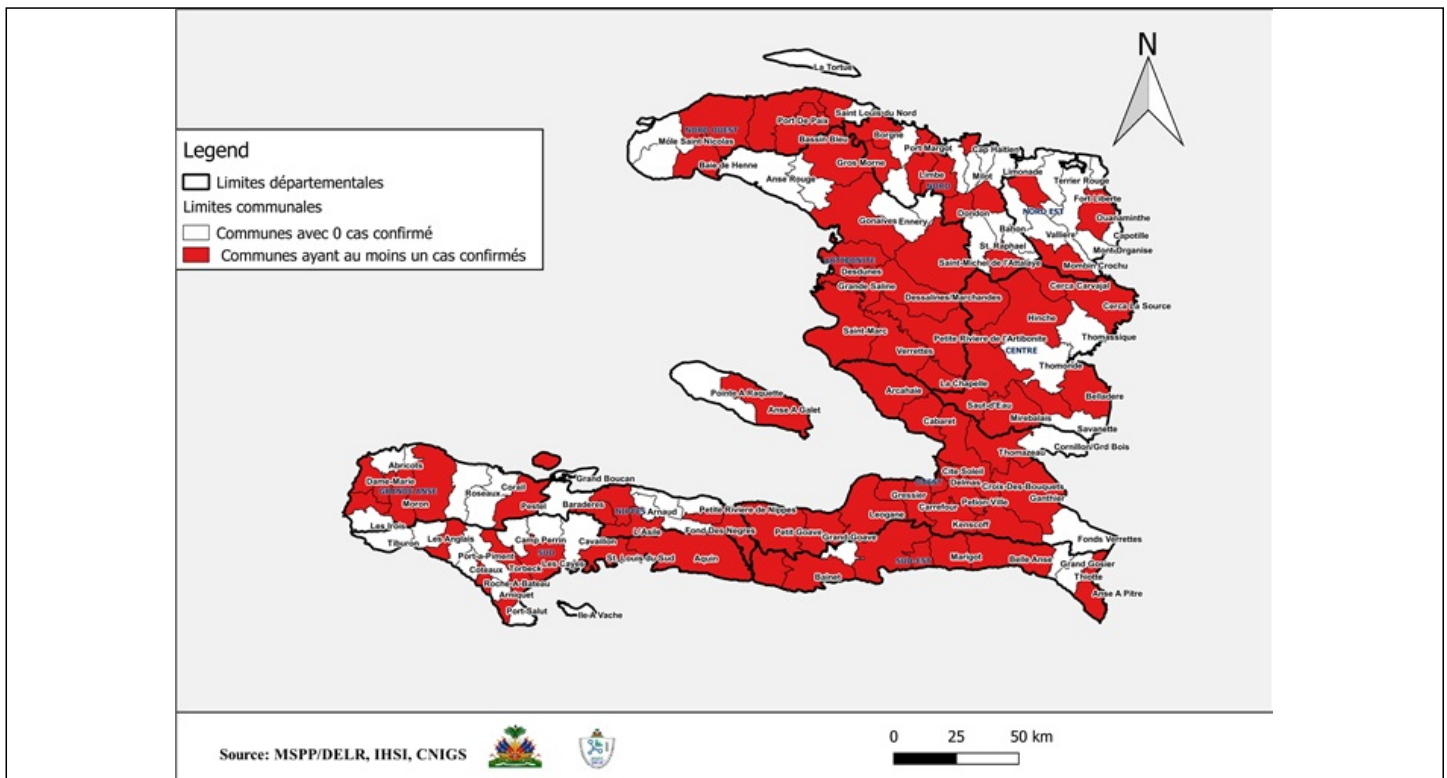 N
La Tortue
Saint Louis du Nord
Port De Paix
NORD OUEST
Môle Saint Nicolas
Bassin Bleu
Borgne
Port Margot
Cap Haïtien
Baie de Henne
Gros Morne
Limbe
Milot
Limonade
Terrier Rouge
Anse Rouge
NORD
Fort Liberte
Gonaives
Ennery
Dondon
NORD EST
Ouanaminthe
Bahon
Valliere
Capotille
St. Raphael
Mont-Organise
Saint-Michel de l'Attalaye
Mombin Crochu
ARTIBONITE
Desdunes
Grande Saline
Cerca Carvajal
Dessalines/Marchandes
Cerca La Source
Hinche
Saint-Marc
Petite Riviere de l'Artibonite
Thomassique
Verrettes
CENTRE
Thomonde
La Chapelle
Arcahaie
Belladere
Pointe A Raquette
Anse A Galet
Saut-d'Eau
Cabaret
Mirebalais
Savanette
Cornillon/Grd Bois
Thomazeau
Abricots
Cite Soleil
Grand Boucan
Dame-Marie
GRANDE ANSE
Corail
OUEST
Delmas
Croix-Des-Bouquets
Roseaux
Gressier
Moron
Pestel
Baraderes
NIPPES
Arnaud
Petite Riviere de Nippes
Leogane
Carrefour
Petion Ville
Ganthier
Les Irois
L'Asile
Fond Des Negres
Petit Goave
Grand Goave
Kenscoff
Tiburon
Les Anglais
Camp Perrin
Cavaillon
Fonds Verrettes
Port-a-Piment
SUD
St. Louis du Sud
Aquin
SUD EST
Marigot
Belle Anse
Coteaux
Torbeck
Les Cayes
Grand Gosier
Roche-A-Bateau
Bainet
Thiotte
Arniquet
Anse A Pitre
Port-Salut
Ile A Vache
Legend
Limites départementales
Limites communales
Communes avec 0 cas confirmé
Communes ayant au moins un cas confirmés
Source: MSPP/DELR, IHSI, CNIGS
0 25 50 km